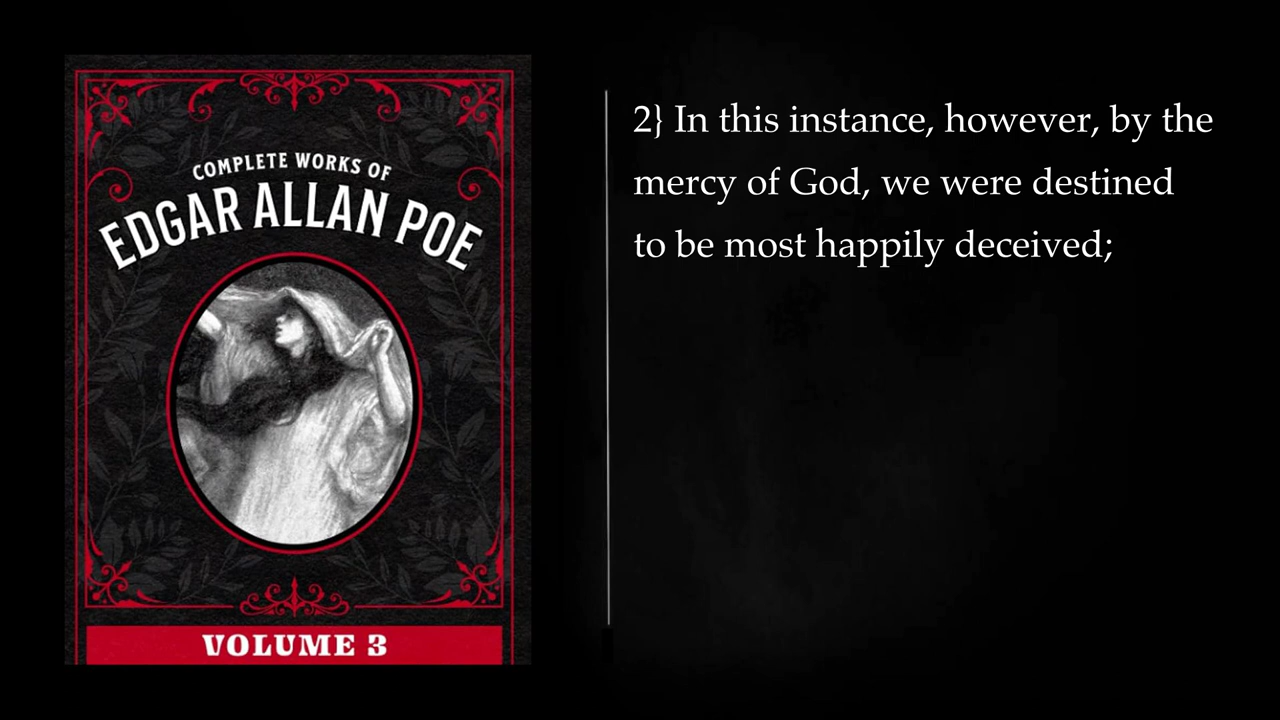 COMPLETE WORKS OF
EDGAR ALLAN POE
VOLUME 3
2} In this instance, however, by the
mercy of God, we were destined
to be most happily deceived;